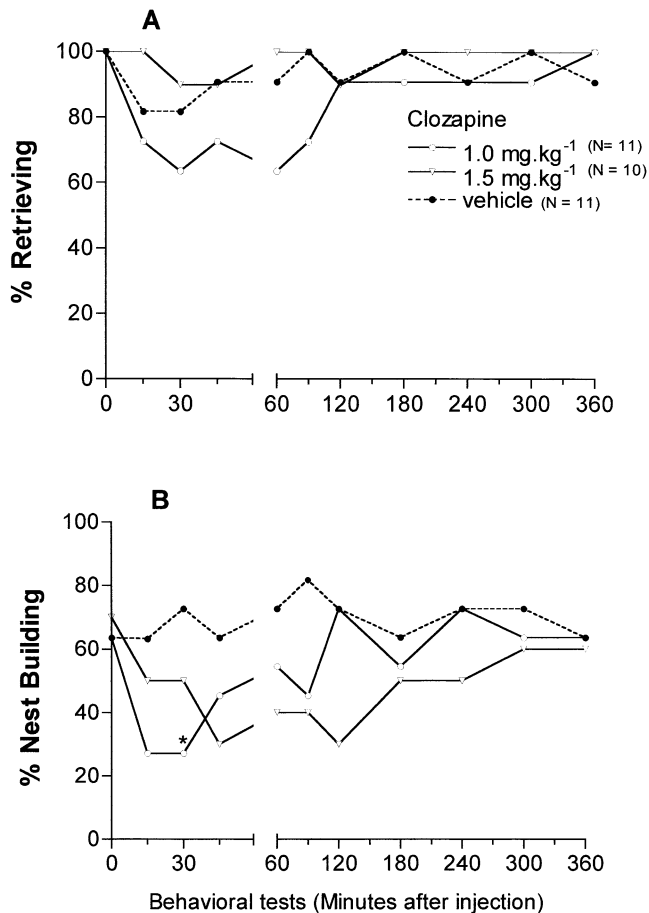 A
100
80
60
40
20
0
% Retrieving
0 30 60 120 180 240 300 360
Clozapine
1.0 mg.kg-1 (N= 11)
1.5 mg.kg-1 (N = 10)
vehicle (N = 11)
B
100
80
60
40
20
0
% Nest Building
*
0 30 60 120 180 240 300 360
Behavioral tests (Minutes after injection)